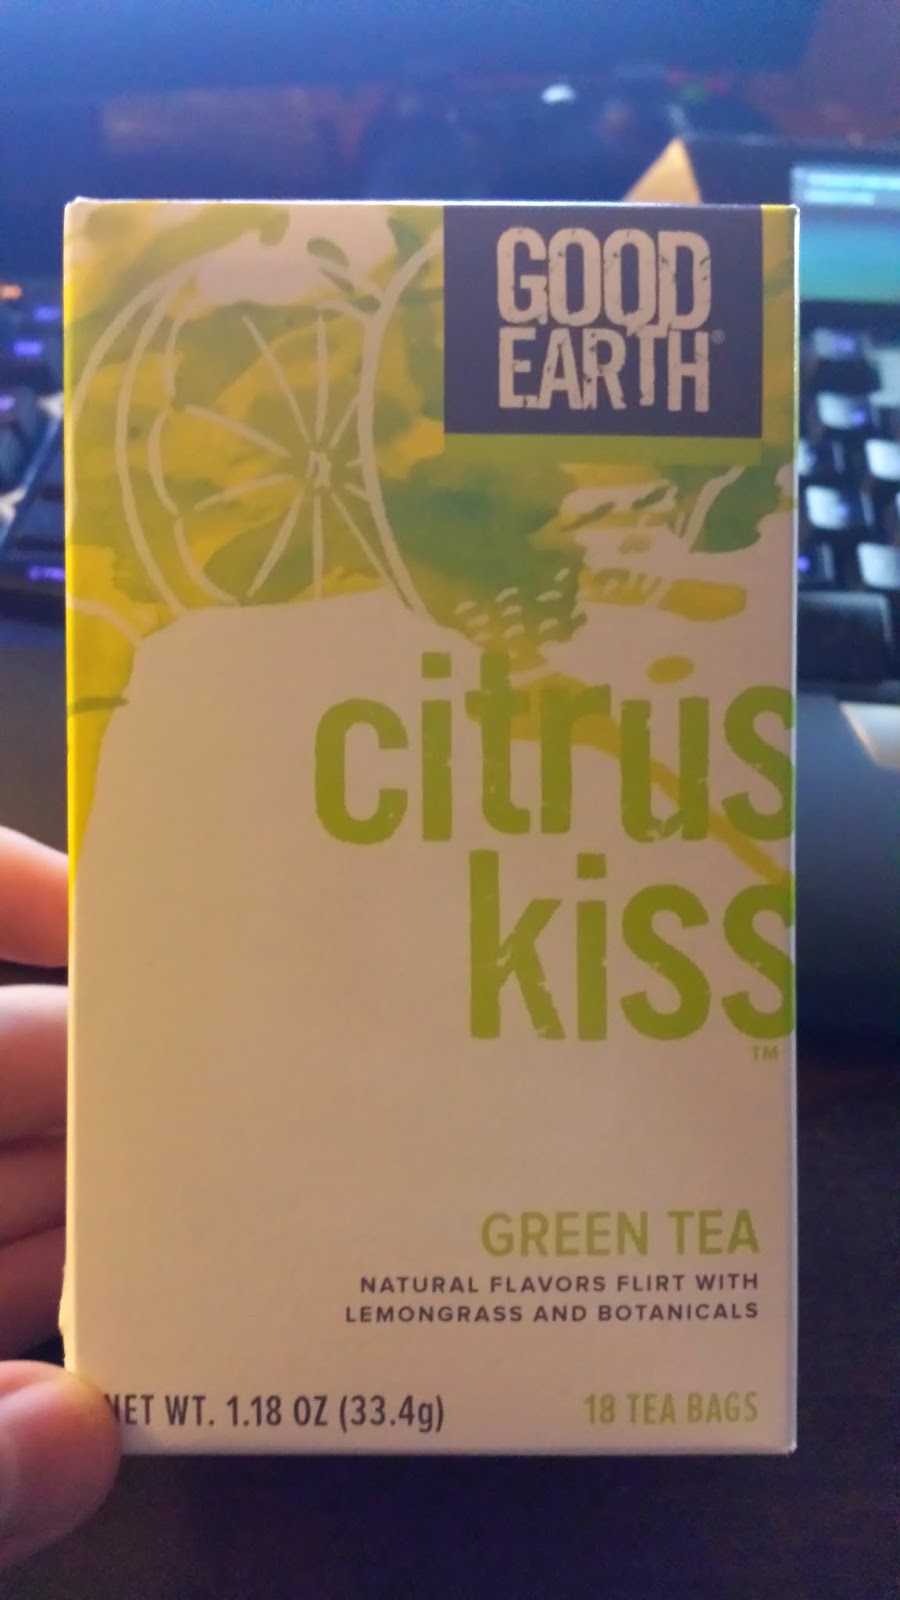 GOOD
EARTH®
citrus
kiss
™
GREEN TEA
NATURAL FLAVORS FLIRT WITH
LEMONGRASS AND BOTANICALS
NET WT. 1.18 OZ (33.4g)
18 TEA BAGS